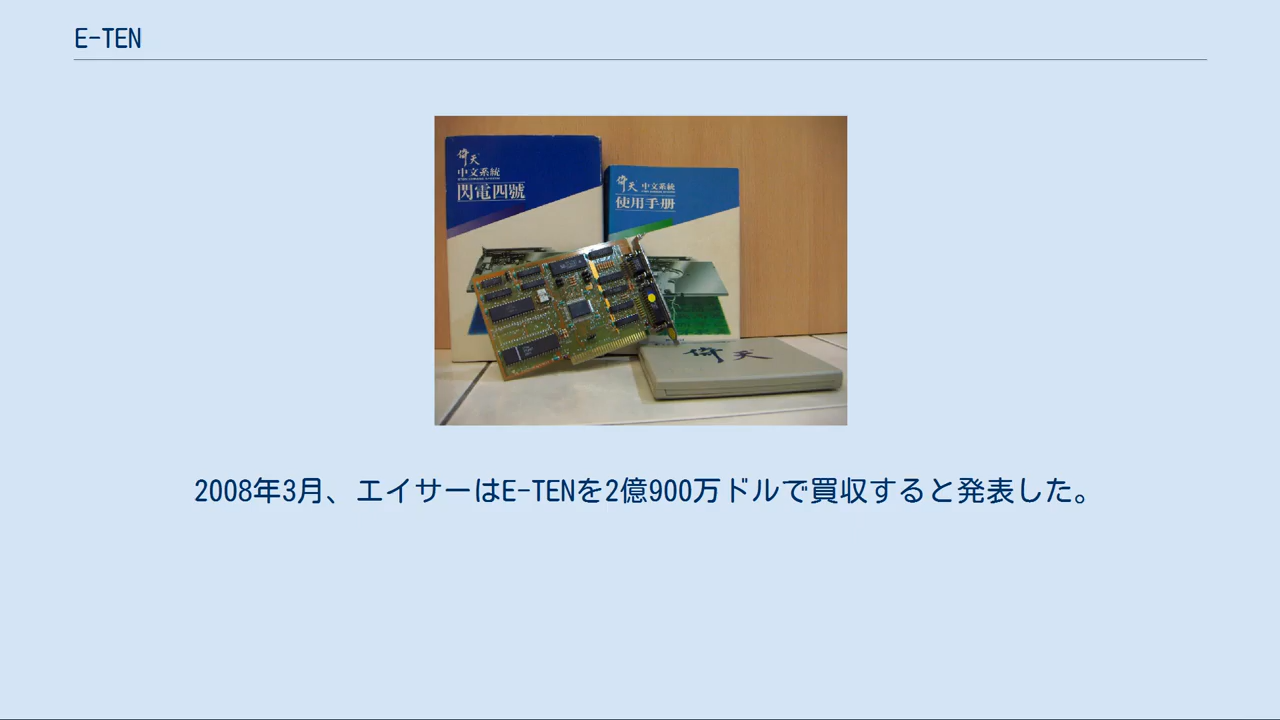 E-TEN
倚天
中文系統
閃電四號
倚天 中文系統
使用手册
倚天
2008年3月、エイサーはE-TENを2億900万ドルで買収すると発表した。